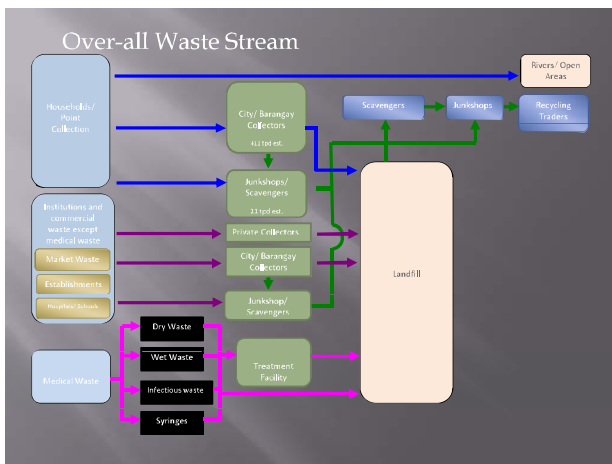 Over-all Waste Stream
Rivers/ Open
Areas
Households/
Point
Collection
City/ Barangay
Collectors
411 tpd est.
Scavengers
Junkshops
Recycling
Traders
Junkshops/
Scavengers
11 tpd est.
Institutions and
commercial
waste except
medical waste
Market Waste
Establishments
Hospitals/ Schools
Private Collectors
City/ Barangay
Collectors
Junkshop/
Scavengers
Landfill
Medical Waste
Dry Waste
Wet Waste
Infectious waste
Syringes
Treatment
Facility